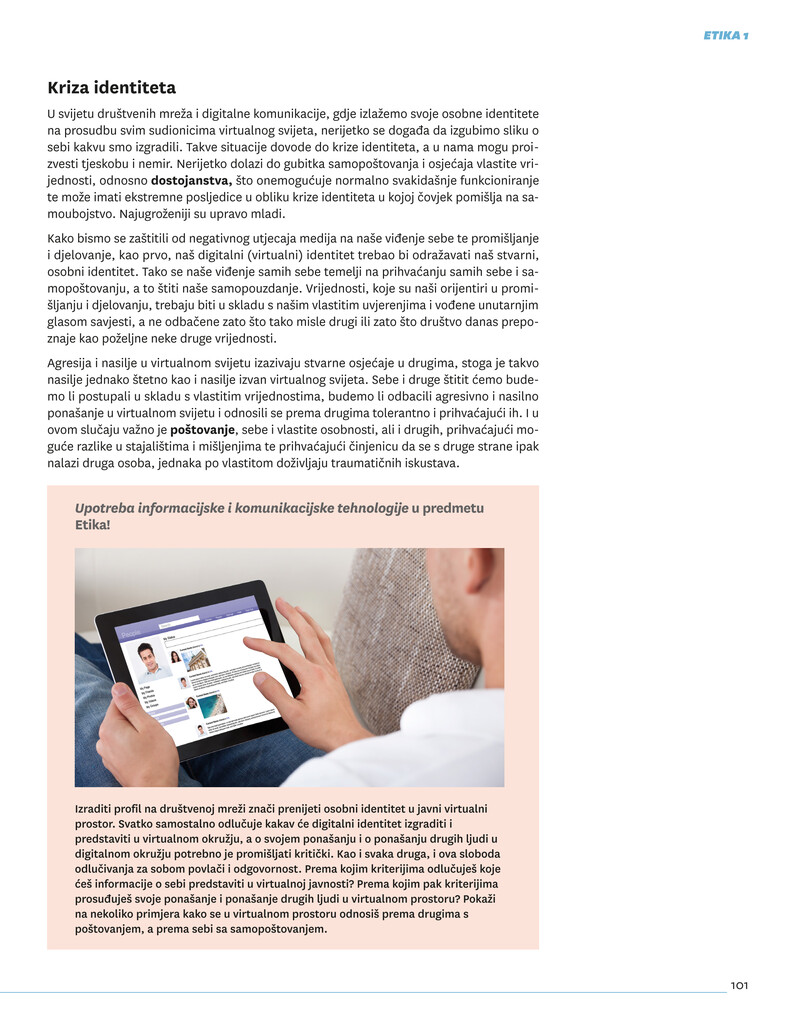 ETIKA 1
Kriza identiteta
U svijetu društvenih mreža i digitalne komunikacije, gdje izlažemo svoje osobne identitete
na prosudbu svim sudionicima virtualnog svijeta, nerijetko se događa da izgubimo sliku o
sebi kakvu smo izgradili. Takve situacije dovode do krize identiteta, a u nama mogu proi-
zvesti tjeskobu i nemir. Nerijetko dolazi do gubitka samopoštovanja i osjećaja vlastite vri-
jednosti, odnosno dostojanstva, što onemogućuje normalno svakidašnje funkcioniranje
te može imati ekstremne posljedice u obliku krize identiteta u kojoj čovjek pomišlja na sa-
moubojstvo. Najugroženiji su upravo mladi.
Kako bismo se zaštitili od negativnog utjecaja medija na naše viđenje sebe te promišljanje
i djelovanje, kao prvo, naš digitalni (virtualni) identitet trebao bi odražavati naš stvarni,
osobni identitet. Tako se naše viđenje samih sebe temelji na prihvaćanju samih sebe i sa-
mopoštovanju, a to štiti naše samopouzdanje. Vrijednosti, koje su naši orijentiri u promi-
šljanju i djelovanju, trebaju biti u skladu s našim vlastitim uvjerenjima i vođene unutarnjim
glasom savjesti, a ne odbačene zato što tako misle drugi ili zato što društvo danas prepo-
znaje kao poželjne neke druge vrijednosti.
Agresija i nasilje u virtualnom svijetu izazivaju stvarne osjećaje u drugima, stoga je takvo
nasilje jednako štetno kao i nasilje izvan virtualnog svijeta. Sebe i druge štitit ćemo bude-
mo li postupali u skladu s vlastitim vrijednostima, budemo li odbacili agresivno i nasilno
ponašanje u virtualnom svijetu i odnosili se prema drugima tolerantno i prihvaćajući ih. I u
ovom slučaju važno je poštovanje, sebe i vlastite osobnosti, ali i drugih, prihvaćajući mo-
guće razlike u stajalištima i mišljenjima te prihvaćajući činjenicu da se s druge strane ipak
nalazi druga osoba, jednaka po vlastitom doživljaju traumatičnih iskustava.
Upotreba informacijske i komunikacijske tehnologije u predmetu
Etika!
Izraditi profil na društvenoj mreži znači prenijeti osobni identitet u javni virtualni
prostor. Svatko samostalno odlučuje kakav će digitalni identitet izgraditi i
predstaviti u virtualnom okružju, a o svojem ponašanju i o ponašanju drugih ljudi u
digitalnom okružju potrebno je promišljati kritički. Kao i svaka druga, i ova sloboda
odlučivanja za sobom povlači i odgovornost. Prema kojim kriterijima odlučuješ koje
ćeš informacije o sebi predstaviti u virtualnoj javnosti? Prema kojim pak kriterijima
prosuđuješ svoje ponašanje i ponašanje drugih ljudi u virtualnom prostoru? Pokaži
na nekoliko primjera kako se u virtualnom prostoru odnosiš prema drugima s
poštovanjem, a prema sebi sa samopoštovanjem.
101